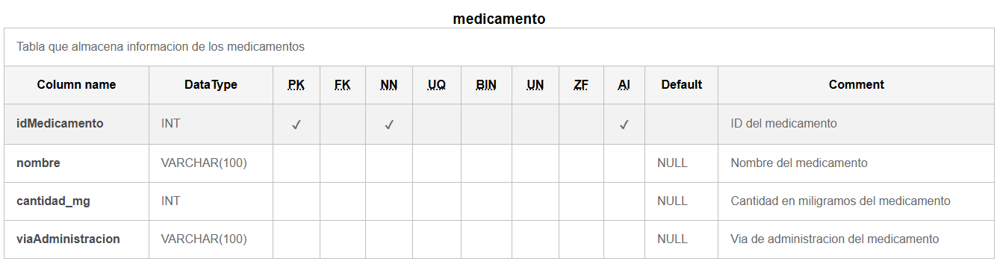 medicamento
Tabla que almacena informacion de los medicamentos
Column name DataType PK FK NN UQ BIN UN ZF AI Default Comment
idMedicamento INT ✓ ✓ ✓ ID del medicamento
nombre VARCHAR(100) NULL Nombre del medicamento
cantidad_mg INT NULL Cantidad en miligramos del medicamento
viaAdministracion VARCHAR(100) NULL Via de administracion del medicamento